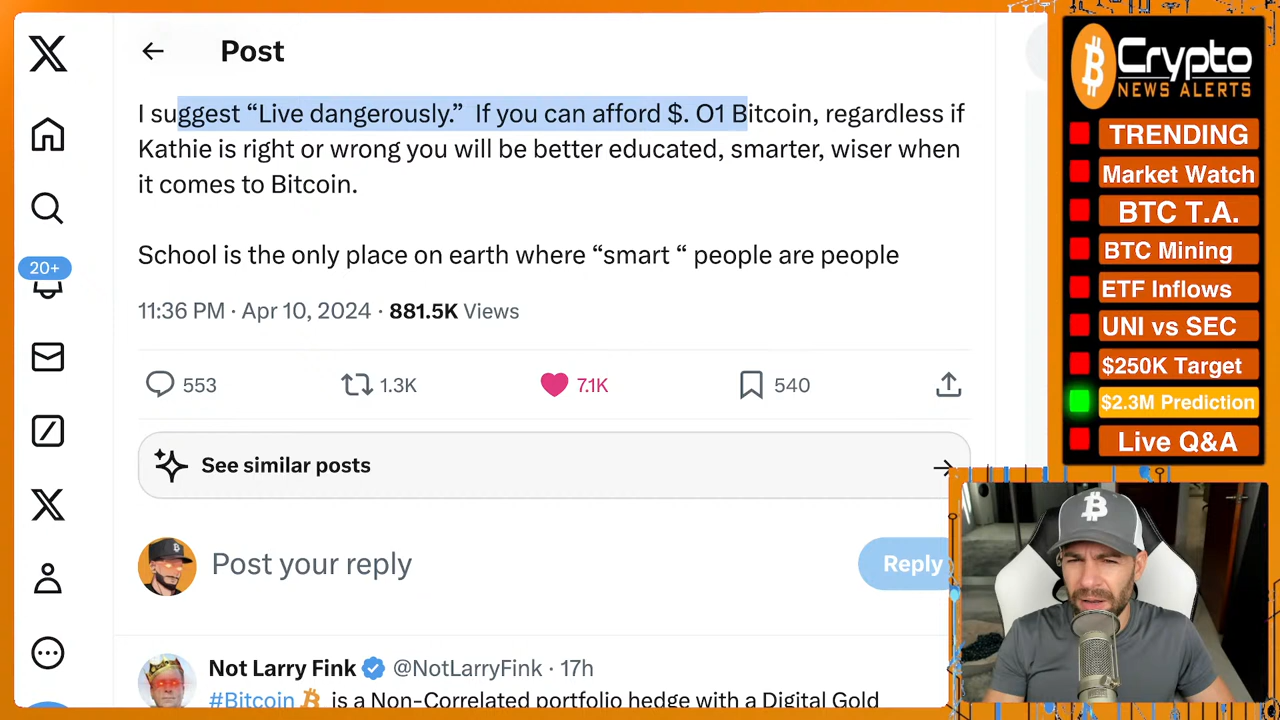 Post
I suggest “Live dangerously.”  If you can afford $. O1 Bitcoin, regardless if
Kathie is right or wrong you will be better educated, smarter, wiser when
it comes to Bitcoin.
School is the only place on earth where “smart “ people are people
11:36 PM · Apr 10, 2024 · 881.5K Views
553
1.3K
7.1K
540
See similar posts
Post your reply
Reply
Not Larry Fink @NotLarryFink · 17h
#Bitcoin is a Non-Correlated portfolio hedge with a Digital Gold
20+
Crypto
NEWS ALERTS
TRENDING
Market Watch
BTC T.A.
BTC Mining
ETF Inflows
UNI vs SEC
$250K Target
$2.3M Prediction
Live Q&A